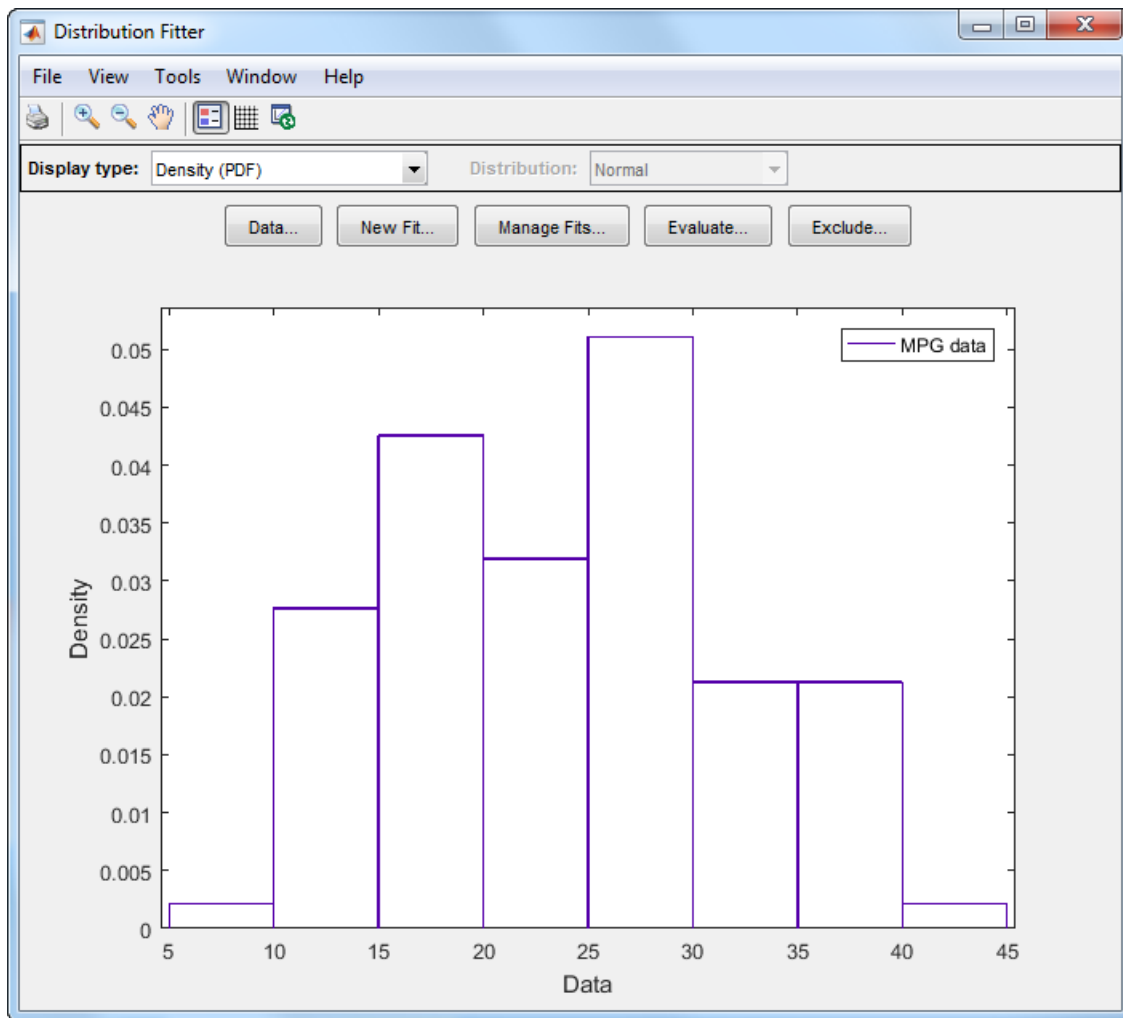 Distribution Fitter
File View Tools Window Help
Display type: Density (PDF) Distribution: Normal
Data... New Fit... Manage Fits... Evaluate... Exclude...
MPG data
0.05
0.045
0.04
0.035
0.03
0.025
0.02
0.015
0.01
0.005
0
Density
5 10 15 20 25 30 35 40 45
Data